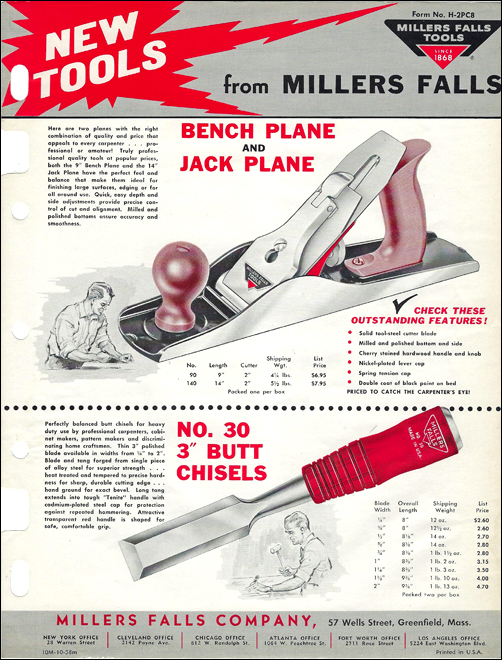 Form No. H-2PC8
MILLERS FALLS
TOOLS
SINCE
1868
NEW
TOOLS
from MILLERS FALLS
Here are two planes with the right
combination of quality and price that
appeals to every carpenter . . . pro-
fessional or amateur! Truly profes-
sional quality tools at popular prices,
both the 9" Bench Plane and the 14"
Jack Plane have the perfect feel and
balance that make them ideal for
finishing large surfaces, edging or for
all around use. Quick, easy depth and
side adjustments provide precise con-
trol of cut and alignment. Milled and
polished bottoms assure accuracy and
smoothness.
BENCH PLANE
AND
JACK PLANE
MILLERS FALLS
TOOLS
CHECK THESE
OUTSTANDING FEATURES!
• Solid tool-steel cutter blade
• Milled and polished bottom and side
• Cherry stained hardwood handle and knob
• Nickel-plated lever cap
• Spring tension cap
• Double coat of black paint on bed
PRICED TO CATCH THE CARPENTER'S EYE!
No. Length Cutter Shipping Wgt. List Price
90 9" 2" 4¼ lbs. $6.95
140 14" 2" 5½ lbs. $7.95
Packed one per box
Perfectly balanced butt chisels for heavy
duty use by professional carpenters, cabi-
net makers, pattern makers and discrimi-
nating home craftsmen. Thin 3" polished
blade available in widths from ¼" to 2".
Blade and tang forged from single piece
of alloy steel for superior strength . . .
heat treated and tempered to precise hard-
ness for sharp, durable cutting edge . . .
hand ground for exact bevel. Long tang
extends into tough "Tenite" handle with
cadmium-plated steel cap for protection
against repeated hammering. Attractive
transparent red handle is shaped for
safe, comfortable grip.
NO. 30
3" BUTT
CHISELS
MILLERS
FALLS
MADE IN U.S.A.
Blade Width Overall Length Shipping Weight List Price
¼" 8" 12 oz. $2.60
8" 12½ oz. 2.60
½" 8⅛" 14 oz. 2.70
8⅛" 14 oz. 2.80
¾" 1 lb. 1½ oz. 2.80
1" 1 lb. 2 oz. 3.15
1 lb. 3 oz. 3.50
1½" 1 lb. 10 oz. 4.00
2" 1 lb. 13 oz. 4.70
Packed two per box
MILLERS FALLS COMPANY, 57 Wells Street, Greenfield, Mass.
NEW YORK OFFICE CLEVELAND OFFICE CHICAGO OFFICE ATLANTA OFFICE FORT WORTH OFFICE LOS ANGELES OFFICE
28 Warren Street 2142 Payne Ave. 612 W. Randolph St. 1064 W. Peachtree St. 2711 Race Street 5224 East Washington Blvd.
10M-10-58m
Printed in U.S.A.